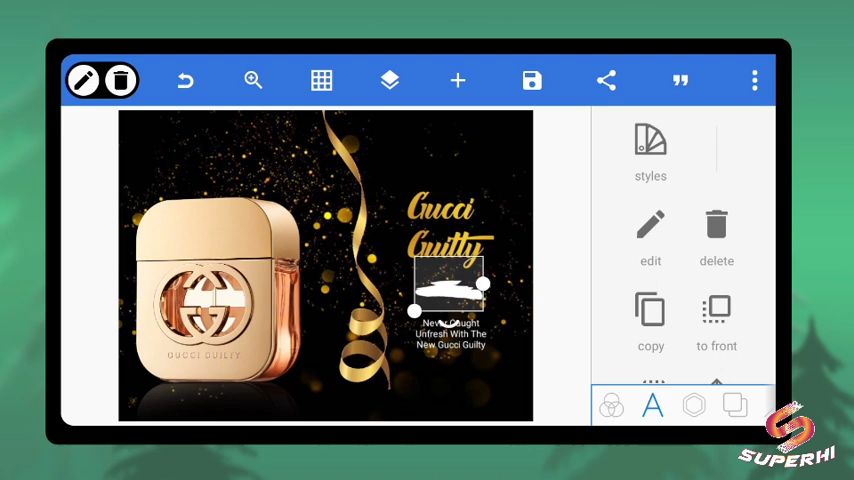 styles
Gucci
Guilty
edit
delete
Never Caught
Unfresh With The
New Gucci Guilty
GUCCI GUILTY
copy
to front
A
SUPERHI